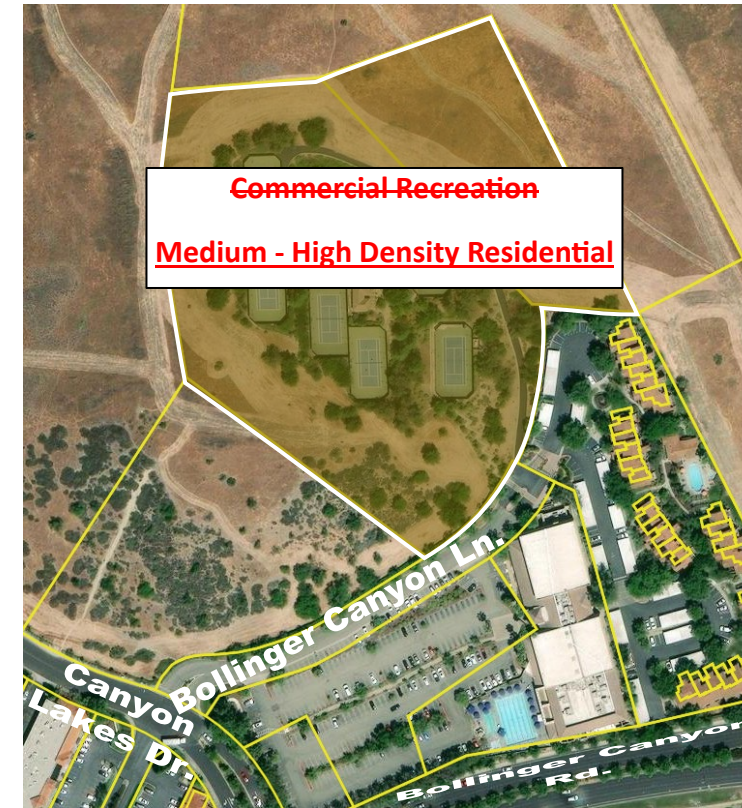 Commercial Recreation
Medium - High Density Residential
Bollinger Canyon Ln.
Canyon
Lakes Dr.
Bollinger Canyon
Rd.